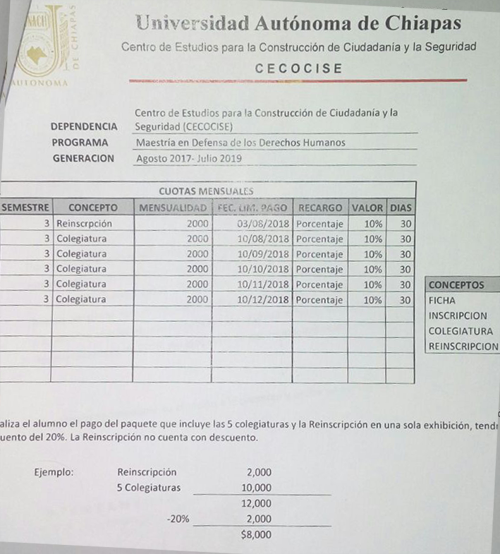 Universidad Autónoma de Chiapas
Centro de Estudios para la Construcción de Ciudadanía y la Seguridad
CECOCISE
UNACH
DE CHIAPAS
AUTONOMA
Centro de Estudios para la Construcción de Ciudadanía y la
DEPENDENCIA Seguridad (CECOCISE)
PROGRAMA Maestría en Defensa de los Derechos Humanos
GENERACION Agosto 2017- Julio 2019
CUOTAS MENSUALES
SEMESTRE CONCEPTO MENSUALIDAD FEC. LIM. PAGO RECARGO VALOR DIAS
3 Reinscrpción 2000 03/08/2018 Porcentaje 10% 30
3 Colegiatura 2000 10/08/2018 Porcentaje 10% 30
3 Colegiatura 2000 10/09/2018 Porcentaje 10% 30
3 Colegiatura 2000 10/10/2018 Porcentaje 10% 30
3 Colegiatura 2000 10/11/2018 Porcentaje 10% 30
3 Colegiatura 2000 10/12/2018 Porcentaje 10% 30
CONCEPTOS
FICHA
INSCRIPCION
COLEGIATURA
REINSCRIPCION
aliza el alumno el pago del paquete que incluye las 5 colegiaturas y la Reinscripción en una sola exhibición, tendr
uento del 20%. La Reinscripción no cuenta con descuento.
Ejemplo: Reinscripción 2,000
5 Colegiaturas 10,000
12,000
-20% 2,000
$8,000